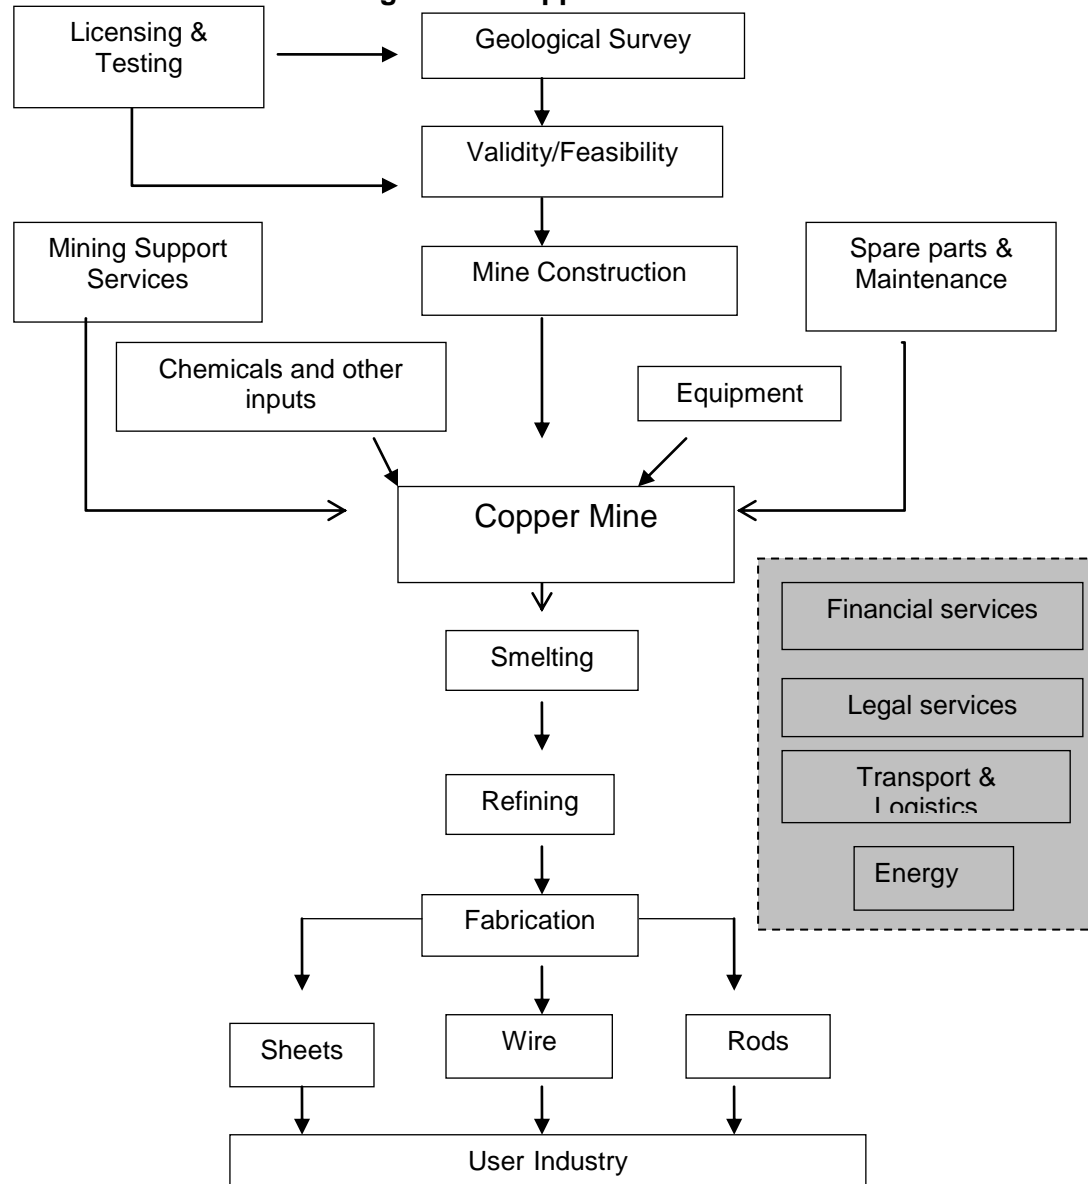 Licensing &
Testing
Geological Survey
Validity/Feasibility
Mining Support
Services
Mine Construction
Spare parts &
Maintenance
Chemicals and other
inputs
Equipment
Copper Mine
Financial services
Smelting
Legal services
Transport &
Logistics
Refining
Energy
Fabrication
Sheets
Wire
Rods
User Industry